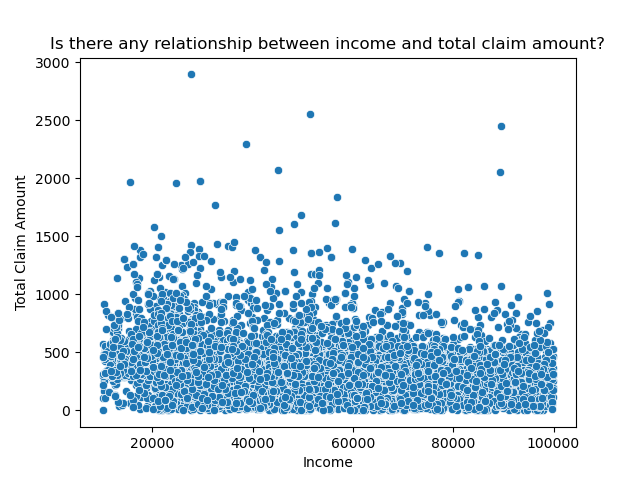 Is there any relationship between income and total claim amount?
3000
2500
2000
1500
1000
500
0
Total Claim Amount
20000 40000 60000 80000 100000
Income